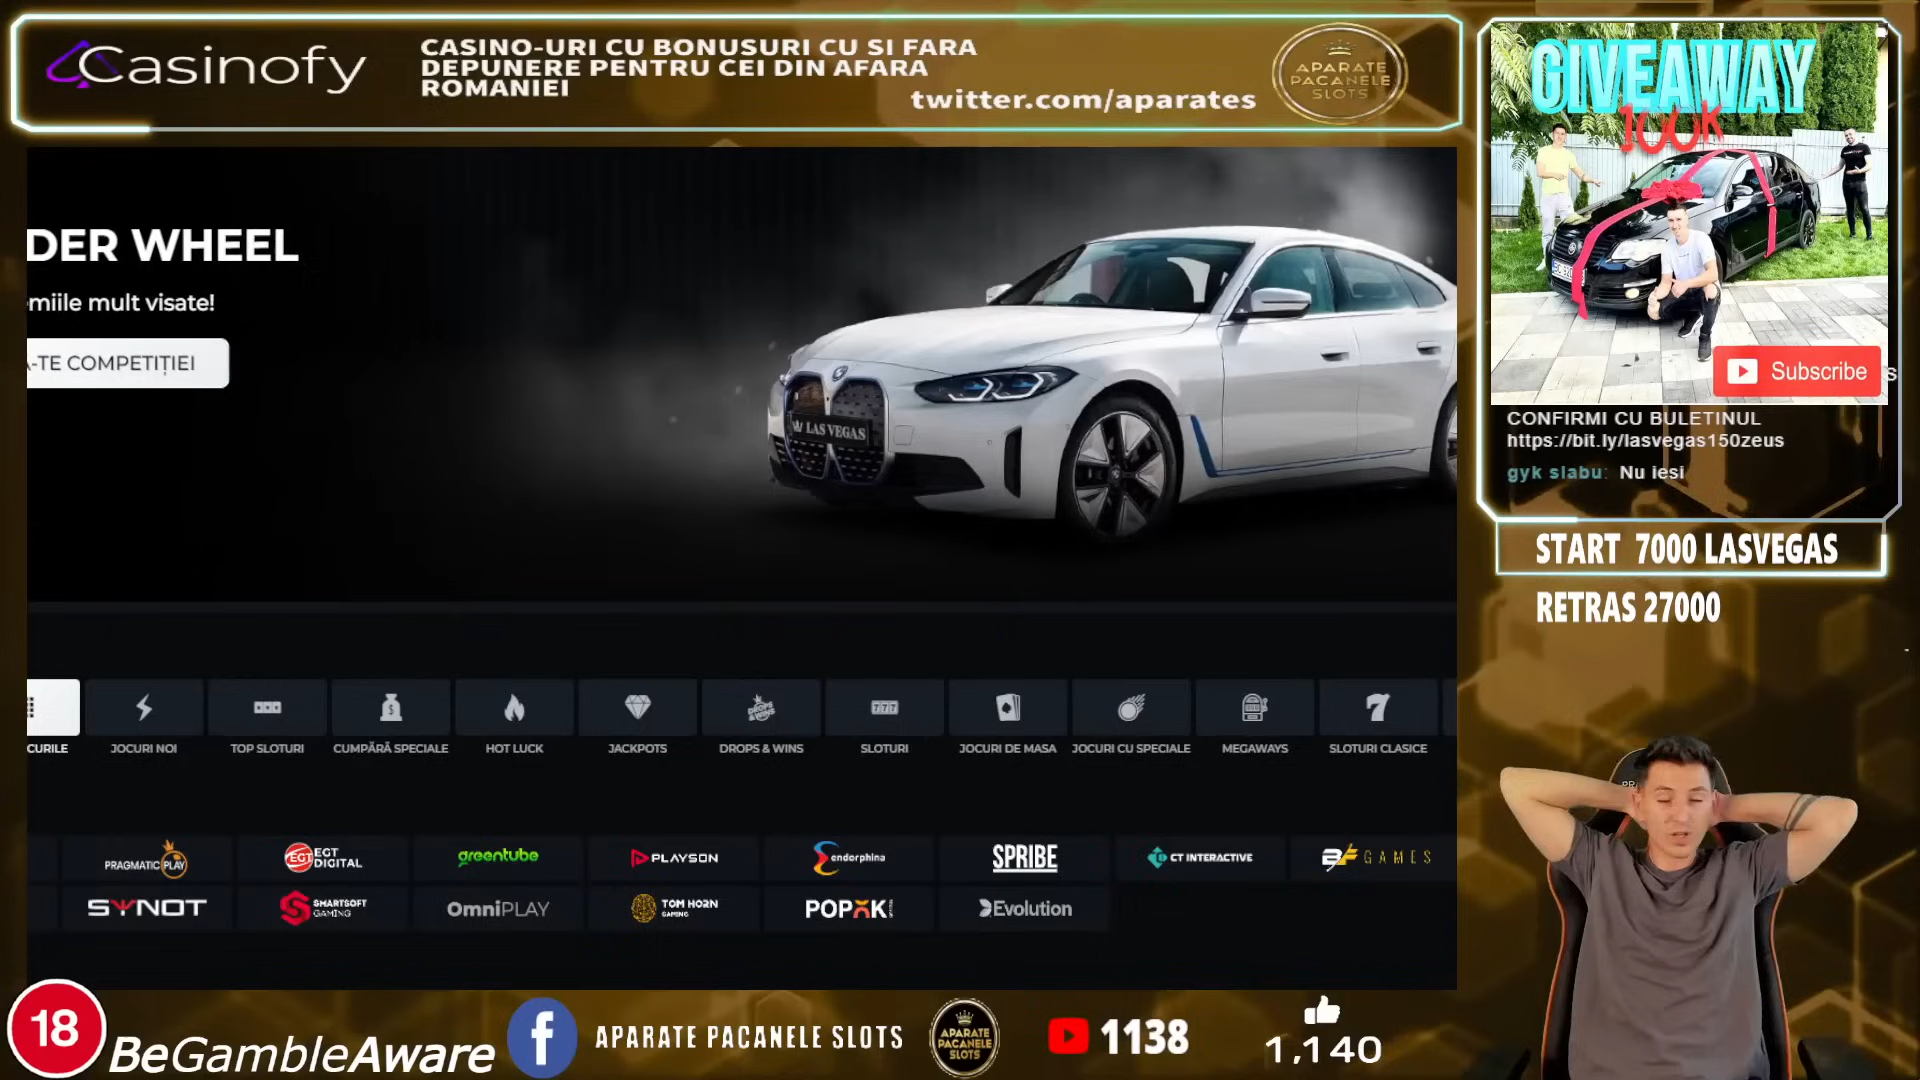 Casinofy
CASINO-URI CU BONUSURI CU SI FARA
DEPUNERE PENTRU CEI DIN AFARA
ROMANIEI
twitter.com/aparates
APARATE
PACANELE
SLOTS
GIVEAWAY
100K
Subscribe
s
CONFIRMI CU BULETINUL
https://bit.ly/lasvegas150zeus
gyk slabu: Nu iesi
START 7000 LASVEGAS
RETRAS 27000
DER WHEEL
emiile mult visate!
A-TE COMPETIȚIEI
LAS VEGAS
CURILE
JOCURI NOI
TOP SLOTURI
CUMPĂRĂ SPECIALE
HOT LUCK
JACKPOTS
DROPS & WINS
SLOTURI
JOCURI DE MASA
JOCURI CU SPECIALE
MEGAWAYS
SLOTURI CLASICE
PRAGMATIC PLAY
EGT DIGITAL
greentube
PLAYSON
endorphina
SPRIBE
CT INTERACTIVE
BF GAMES
SYNOT
SMARTSOFT GAMING
OMNIPLAY
TOM HORN GAMING
POPOK
Evolution
18
BeGambleAware
APARATE PACANELE SLOTS
APARATE
PACANELE
SLOTS
1138
1,140